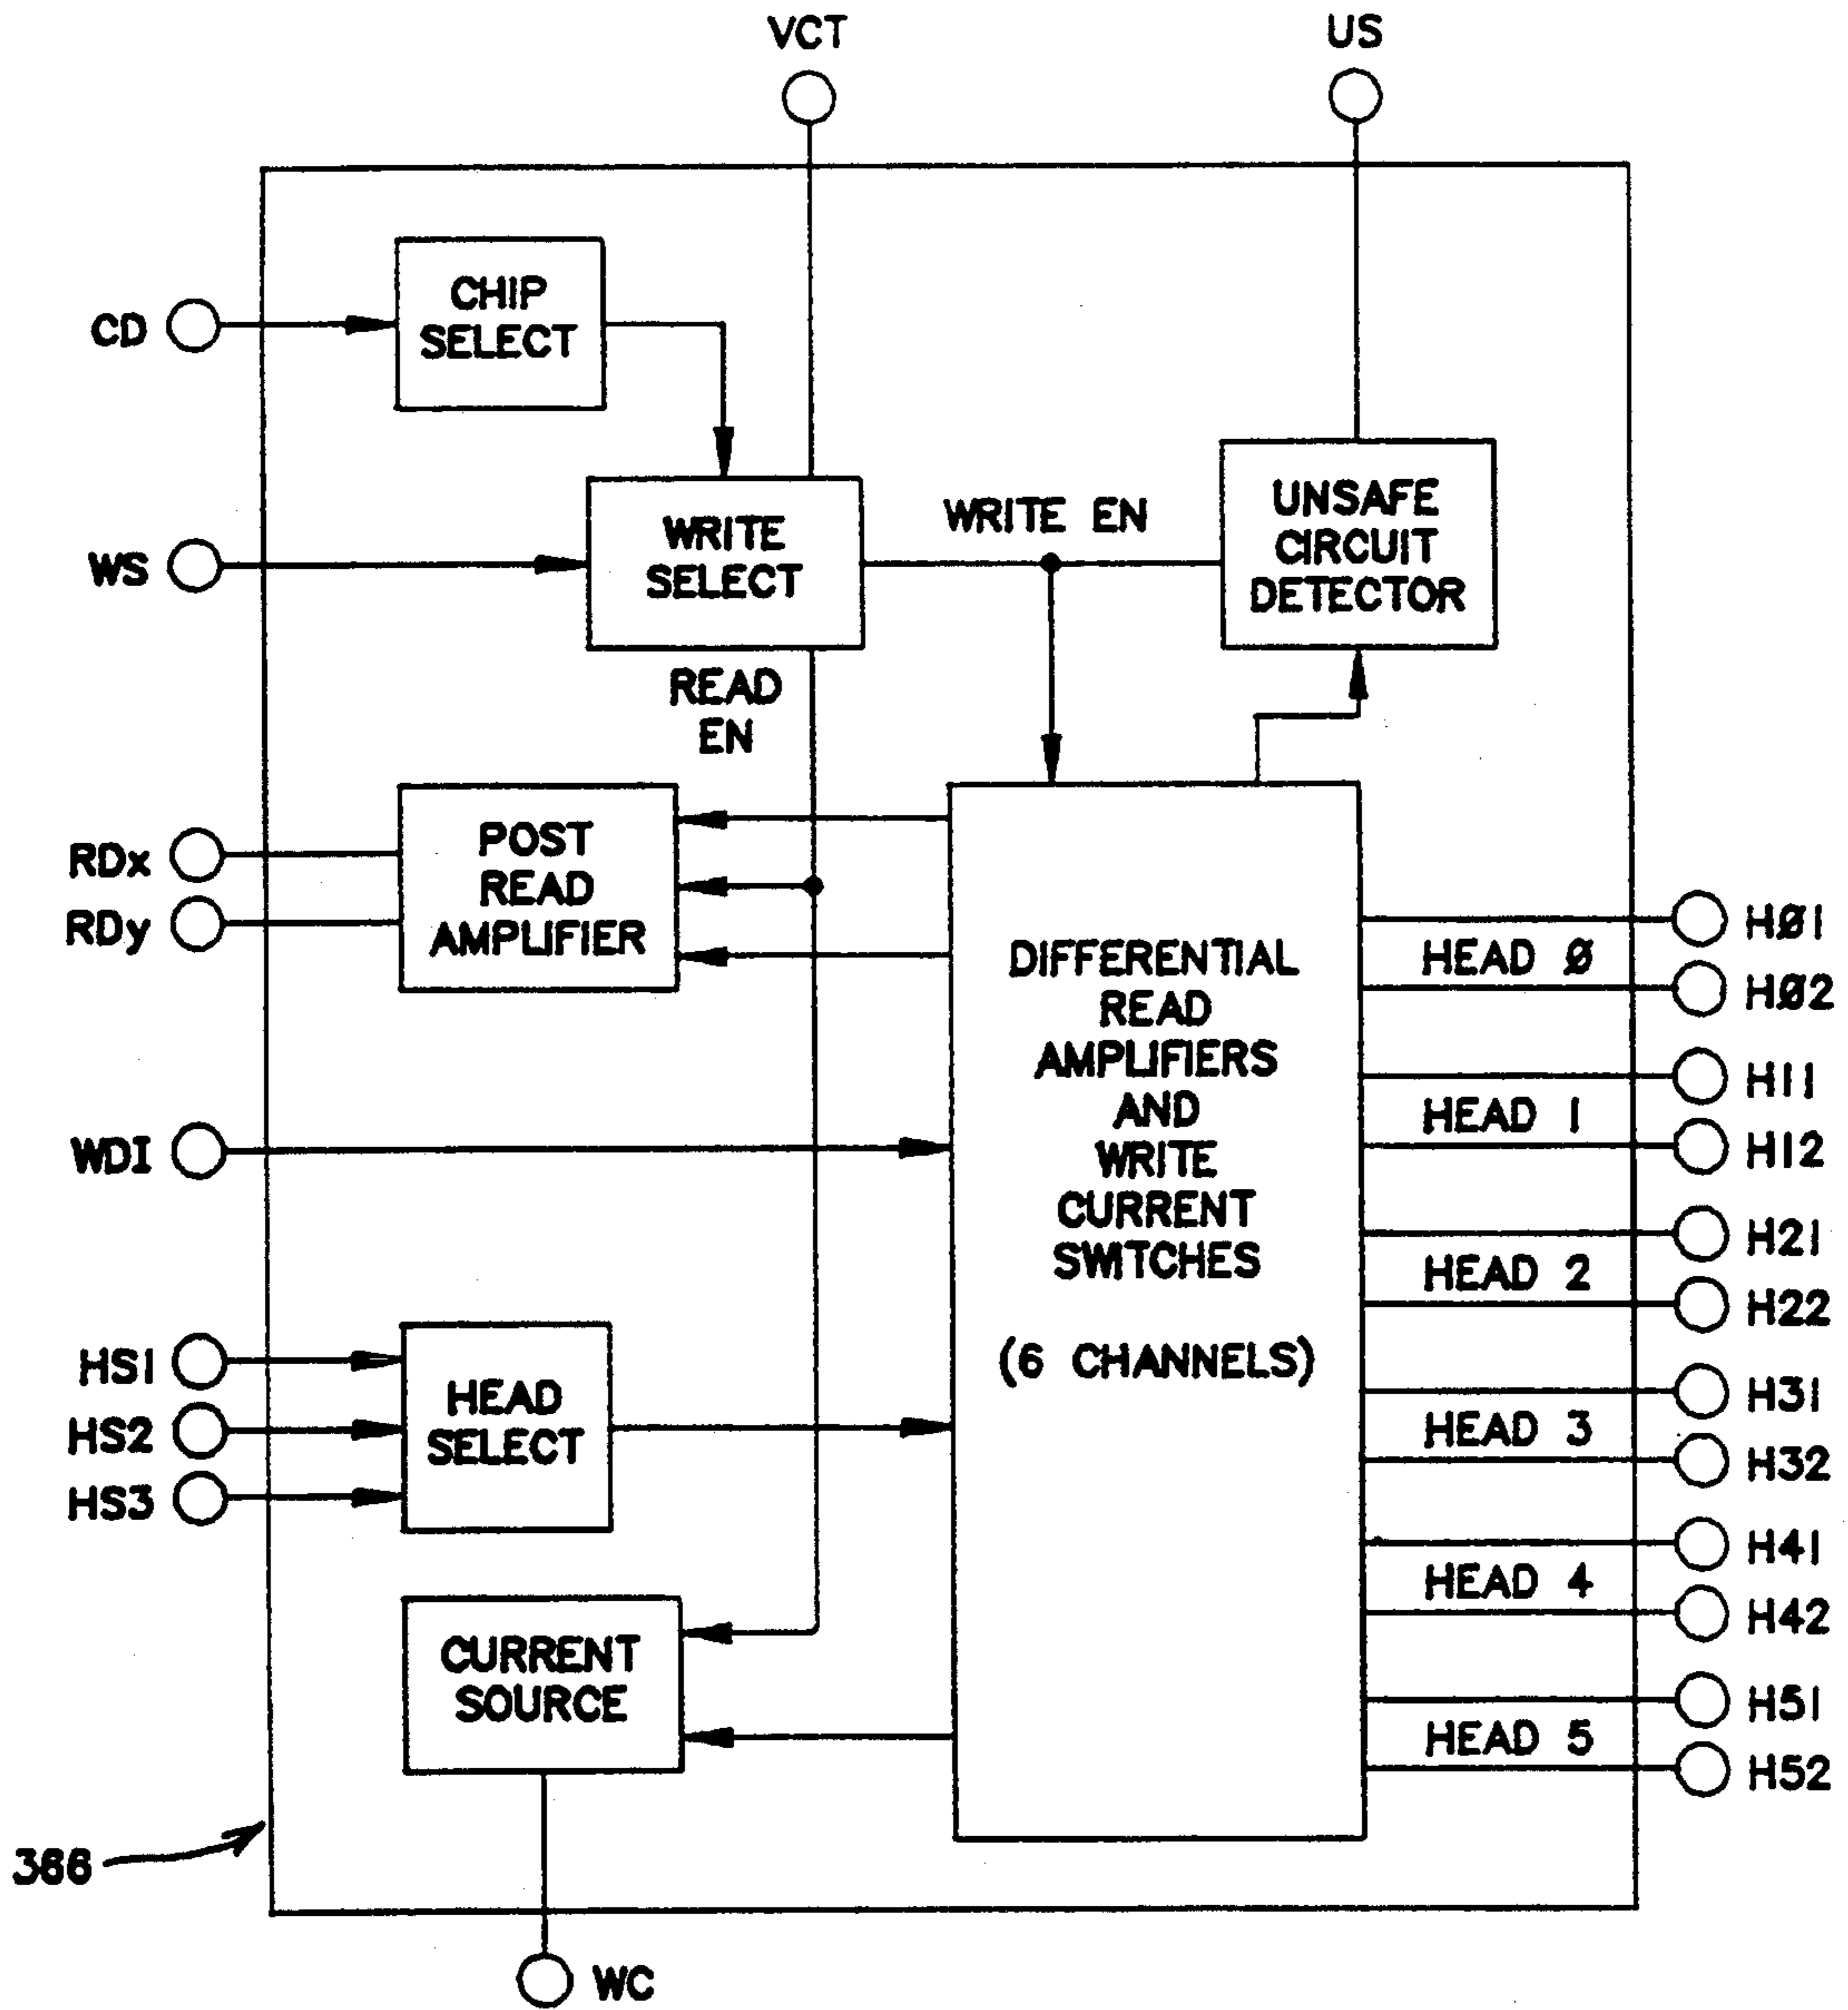 VCT
US
CHIP
SELECT
CD
WRITE
SELECT
WRITE EN
UNSAFE
CIRCUIT
DETECTOR
WS
READ
EN
POST
READ
AMPLIFIER
RDx
RDy
DIFFERENTIAL
READ
AMPLIFIERS
AND
WRITE
CURRENT
SWITCHES
(6 CHANNELS)
HØ1
HEAD Ø
HØ2
H11
HEAD 1
H12
WDI
H21
HEAD 2
H22
HS1
HS2
HS3
HEAD
SELECT
H31
HEAD 3
H32
H41
HEAD 4
H42
CURRENT
SOURCE
H51
HEAD 5
H52
366
WC